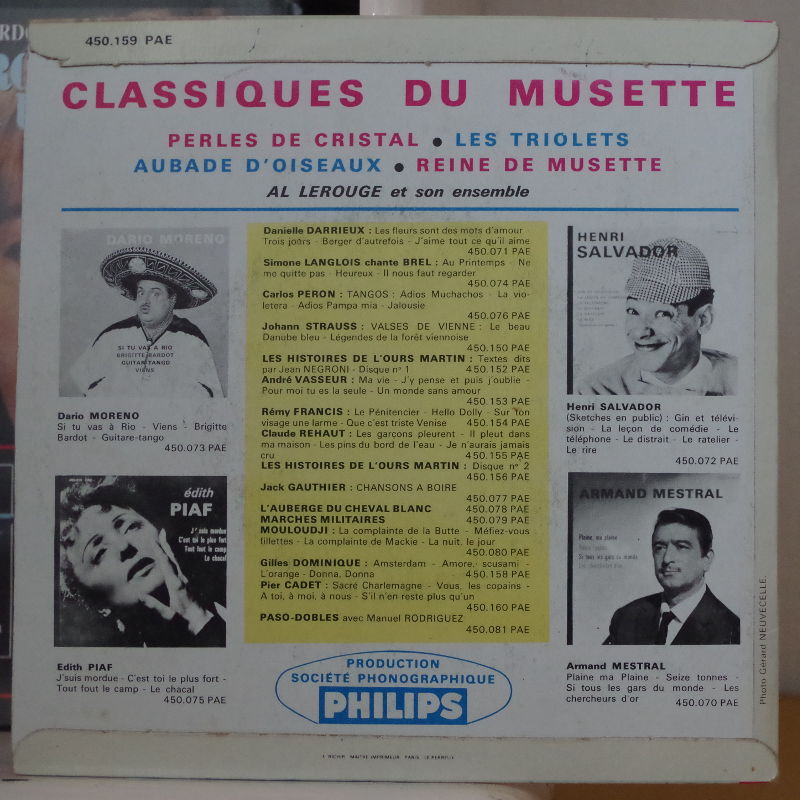 450.159 PAE
CLASSIQUES DU MUSETTE
PERLES DE CRISTAL • LES TRIOLETS
AUBADE D'OISEAUX • REINE DE MUSETTE
AL LEROUGE et son ensemble
DARIO MORENO
SI TU VAS A RIO
BRIGITTE BARDOT
GUITARE-TANGO
VIENS
Dario MORENO
Si tu vas à Rio - Viens - Brigitte
Bardot - Guitare-tango
450.073 PAE
édith
PIAF
J'suis mordue
C'est toi le plus fort
Tout fout le camp
Le chacal
Edith PIAF
J'suis mordue - C'est toi le plus fort -
Tout fout le camp - Le chacal
450.075 PAE
Danielle DARRIEUX : Les fleurs sont des mots d'amour -
Trois jours - Berger d'autrefois - J'aime tout ce qu'il aime
450.071 PAE
Simone LANGLOIS chante BREL : Au Printemps - Ne
me quitte pas - Heureux - Il nous faut regarder
450.074 PAE
Carlos PERON : TANGOS : Adios Muchachos - La vio-
letera - Adios Pampa mia - Jalousie
450.076 PAE
Johann STRAUSS : VALSES DE VIENNE : Le beau
Danube bleu - Légendes de la forêt viennoise
450.150 PAE
LES HISTOIRES DE L'OURS MARTIN : Textes dits
par Jean NEGRONI - Disque n° 1 450.152 PAE
André VASSEUR : Ma vie - J'y pense et puis j'oublie -
Pour moi tu es la seule - Un monde sans amour
450.153 PAE
Rémy FRANCIS : Le Pénitencier - Hello Dolly - Sur ton
visage une larme - Que c'est triste Venise 450.154 PAE
Claude REHAUT : Les garçons pleurent - Il pleut dans
ma maison - Les pins du bord de l'eau - Je n'aurais jamais
cru 450.155 PAE
LES HISTOIRES DE L'OURS MARTIN : Disque n° 2
450.156 PAE
Jack GAUTHIER : CHANSONS A BOIRE
450.077 PAE
L'AUBERGE DU CHEVAL BLANC 450.078 PAE
MARCHES MILITAIRES 450.079 PAE
MOULOUDJI : La complainte de la Butte - Méfiez-vous
fillettes - La complainte de Mackie - La nuit, le jour
450.080 PAE
Gilles DOMINIQUE : Amsterdam - Amore, scusami -
L'orange - Donna, Donna - 450.158 PAE
Pier CADET : Sacré Charlemagne - Vous, les copains -
A toi, à moi, à nous - S'il n'en reste plus qu'un
450.160 PAE
PASO-DOBLES avec Manuel RODRIGUEZ
450.081 PAE
HENRI
SALVADOR
Henri SALVADOR
(Sketches en public) : Gin et télévi-
sion - La leçon de comédie - Le
téléphone - Le distrait - Le ratelier -
Le rire
450.072 PAE
ARMAND MESTRAL
Plaine, ma plaine
Si tous les gars du monde
Armand MESTRAL
Plaine ma Plaine - Seize tonnes -
Si tous les gars du monde - Les
chercheurs d'or 450.070 PAE
Photo Gérard NEUVECELLE.
PRODUCTION
SOCIÉTÉ PHONOGRAPHIQUE
PHILIPS